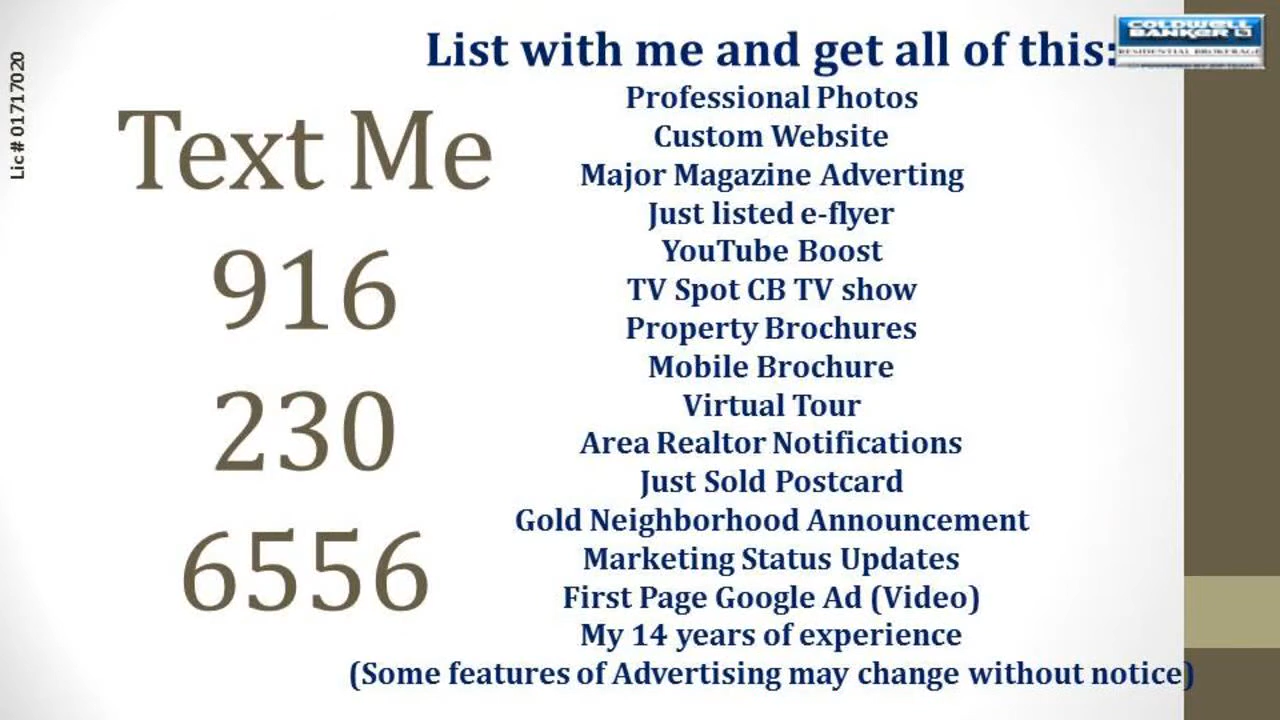 Lic # 01717020
Text Me
916
230
6556
List with me and get all of this:
COLDWELL
BANKER
RESIDENTIAL BROKERAGE
Professional Photos
Custom Website
Major Magazine Adverting
Just listed e-flyer
YouTube Boost
TV Spot CB TV show
Property Brochures
Mobile Brochure
Virtual Tour
Area Realtor Notifications
Just Sold Postcard
Gold Neighborhood Announcement
Marketing Status Updates
First Page Google Ad (Video)
My 14 years of experience
(Some features of Advertising may change without notice)